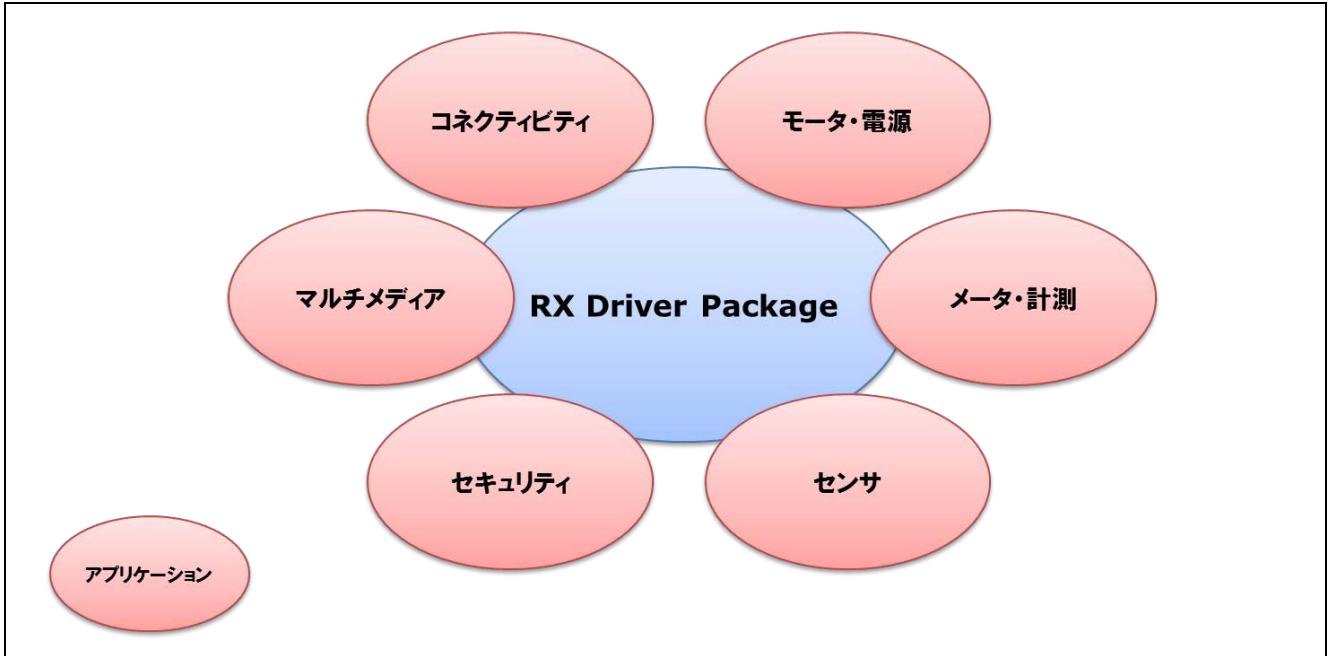 コネクティビティ
モータ・電源
マルチメディア
RX Driver Package
メータ・計測
セキュリティ
センサ
アプリケーション